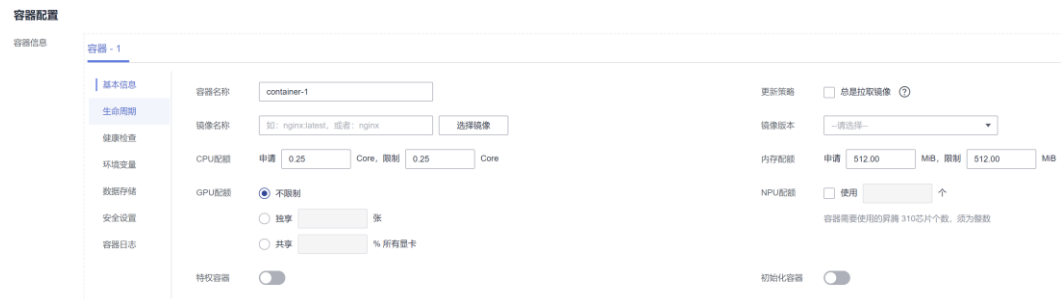 容器配置
容器信息
容器 - 1
基本信息
生命周期
健康检查
环境变量
数据存储
安全设置
容器日志
容器名称 container-1 更新策略 总是拉取镜像 ?
镜像名称 如：nginx:latest，或者：nginx 选择镜像 镜像版本 --请选择--
CPU配额 申请 0.25 Core，限制 0.25 Core 内存配额 申请 512.00 MiB，限制 512.00 MiB
GPU配额 不限制 NPU配额 使用 个
独享 张 容器需要使用的昇腾 310芯片个数，须为整数
共享 % 所有显卡
特权容器 初始化容器